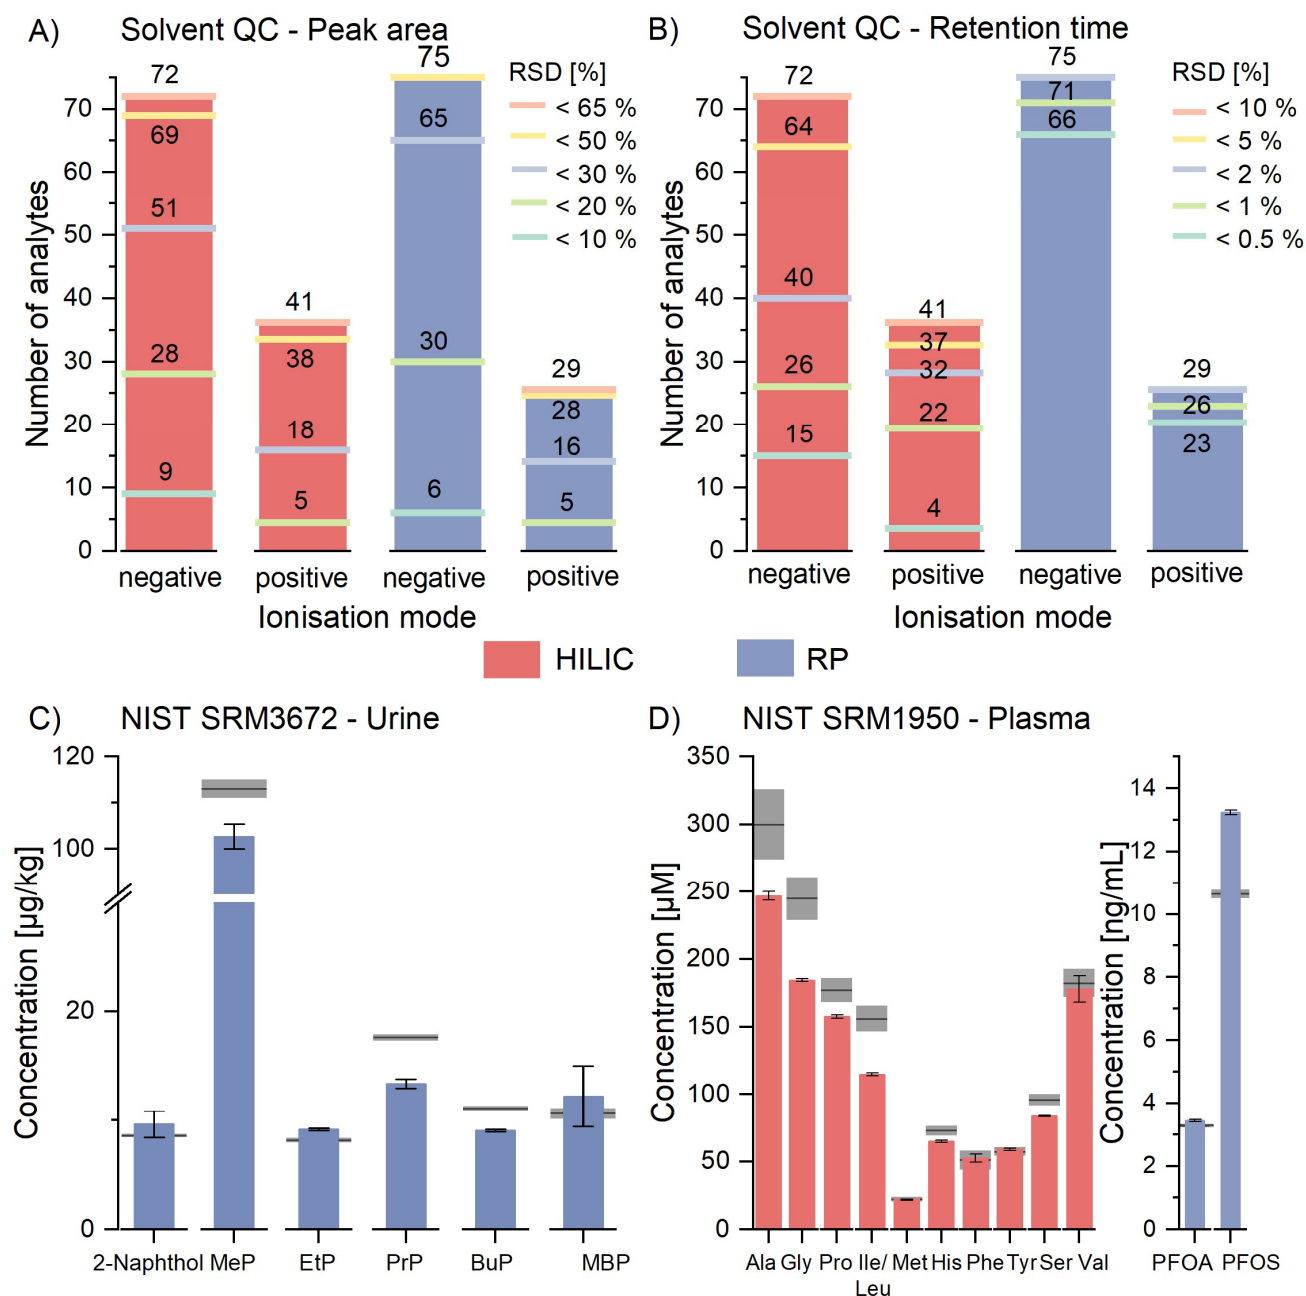 A) Solvent QC - Peak area
Number of analytes
70
60
50
40
30
20
10
0
72
69
51
28
9
41
38
18
5
75
65
30
6
29
28
16
5
RSD [%]
< 65 %
< 50 %
< 30 %
< 20 %
< 10 %
negative positive negative positive
Ionisation mode
B) Solvent QC - Retention time
Number of analytes
70
60
50
40
30
20
10
0
72
64
40
26
15
41
37
32
22
4
75
71
66
29
26
23
RSD [%]
< 10 %
< 5 %
< 2 %
< 1 %
< 0.5 %
negative positive negative positive
Ionisation mode
HILIC RP
C) NIST SRM3672 - Urine
Concentration [µg/kg]
120
100
20
0
2-Naphthol MeP EtP PrP BuP MBP
D) NIST SRM1950 - Plasma
Concentration [µM]
350
300
250
200
150
100
50
0
Ala Gly Pro Ile/ Met His Phe Tyr Ser Val
Leu
Concentration [ng/mL]
14
12
10
8
6
4
2
0
PFOA PFOS